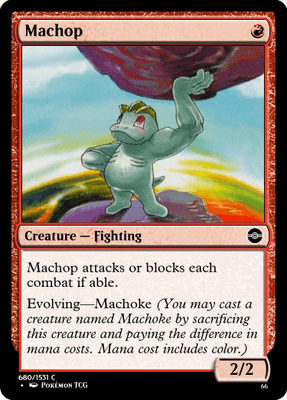 Machop
Creature — Fighting
Machop attacks or blocks each
combat if able.
Evolving—Machoke (You may cast a
creature named Machoke by sacrificing
this creature and paying the difference in
mana costs. Mana cost includes color.)
2/2
680/1531 C
• Pokémon TCG
66